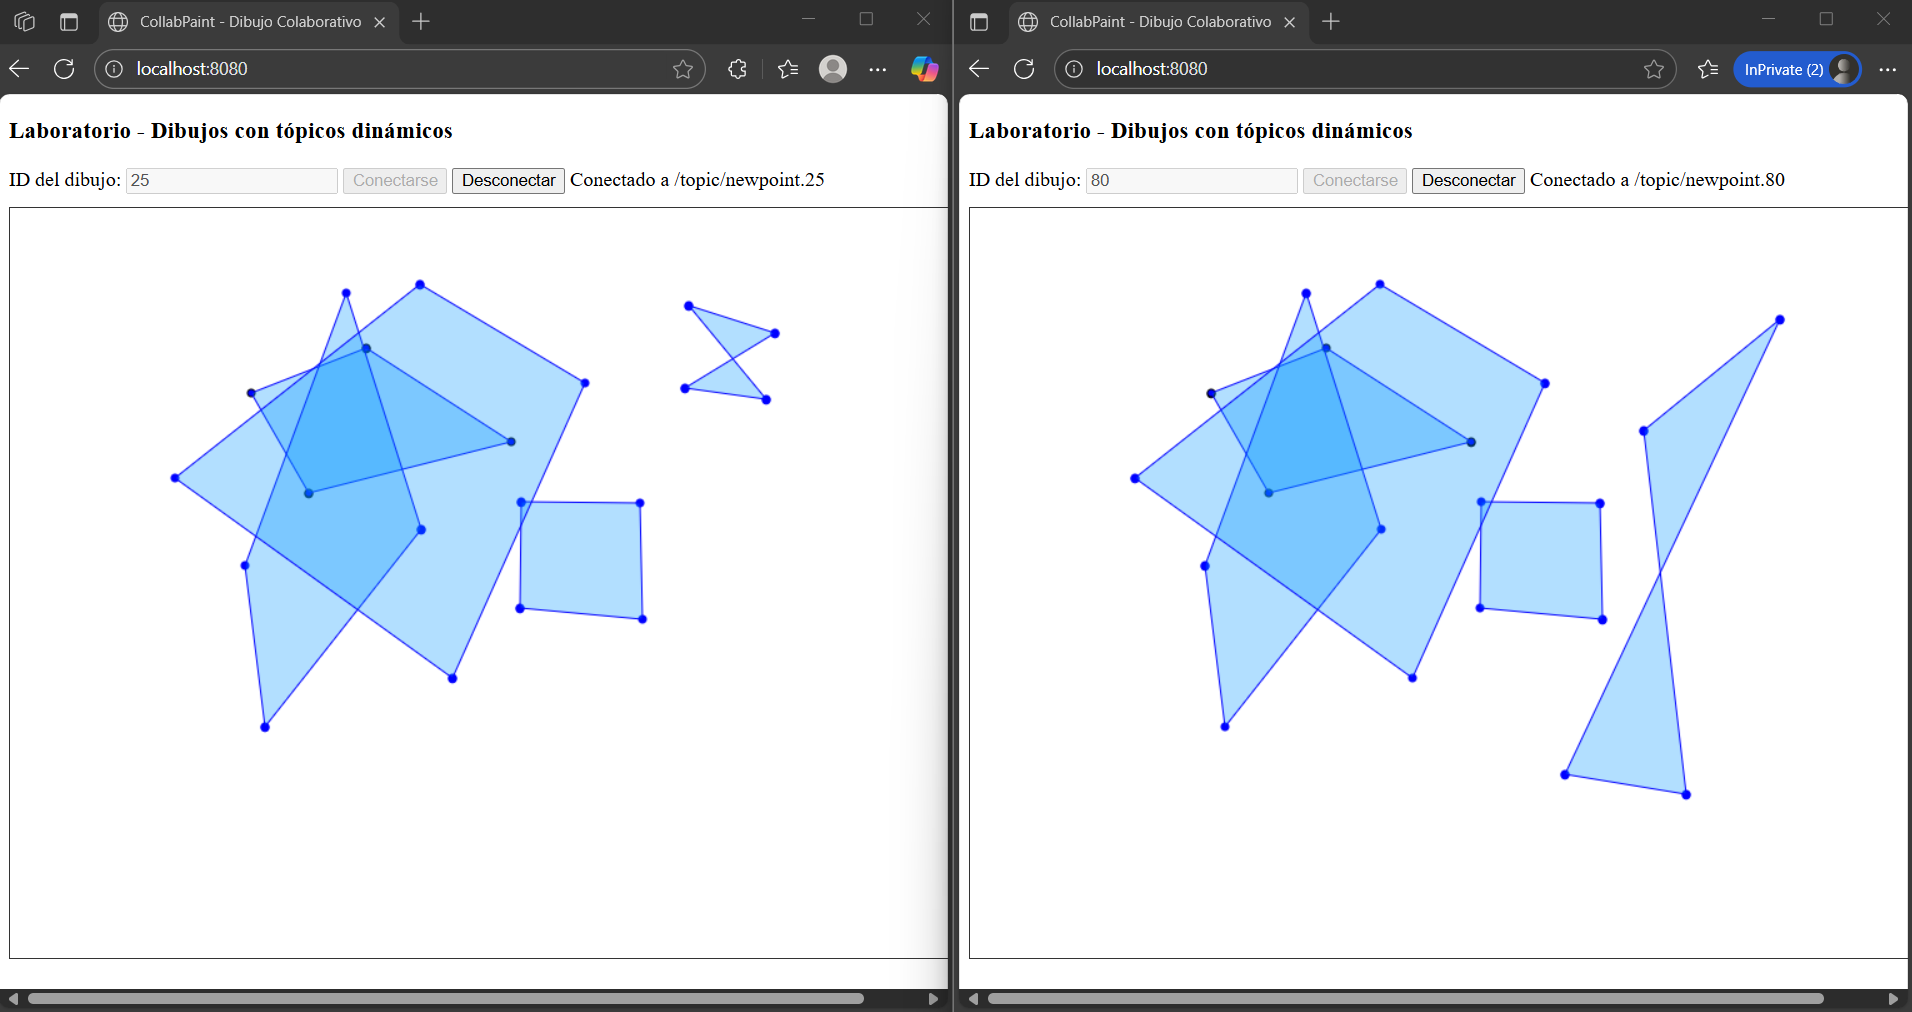 CollabPaint - Dibujo Colaborativo
localhost:8080
Laboratorio - Dibujos con tópicos dinámicos
ID del dibujo: 25 Conectarse Desconectar Conectado a /topic/newpoint.25
CollabPaint - Dibujo Colaborativo
localhost:8080
InPrivate (2)
Laboratorio - Dibujos con tópicos dinámicos
ID del dibujo: 80 Conectarse Desconectar Conectado a /topic/newpoint.80